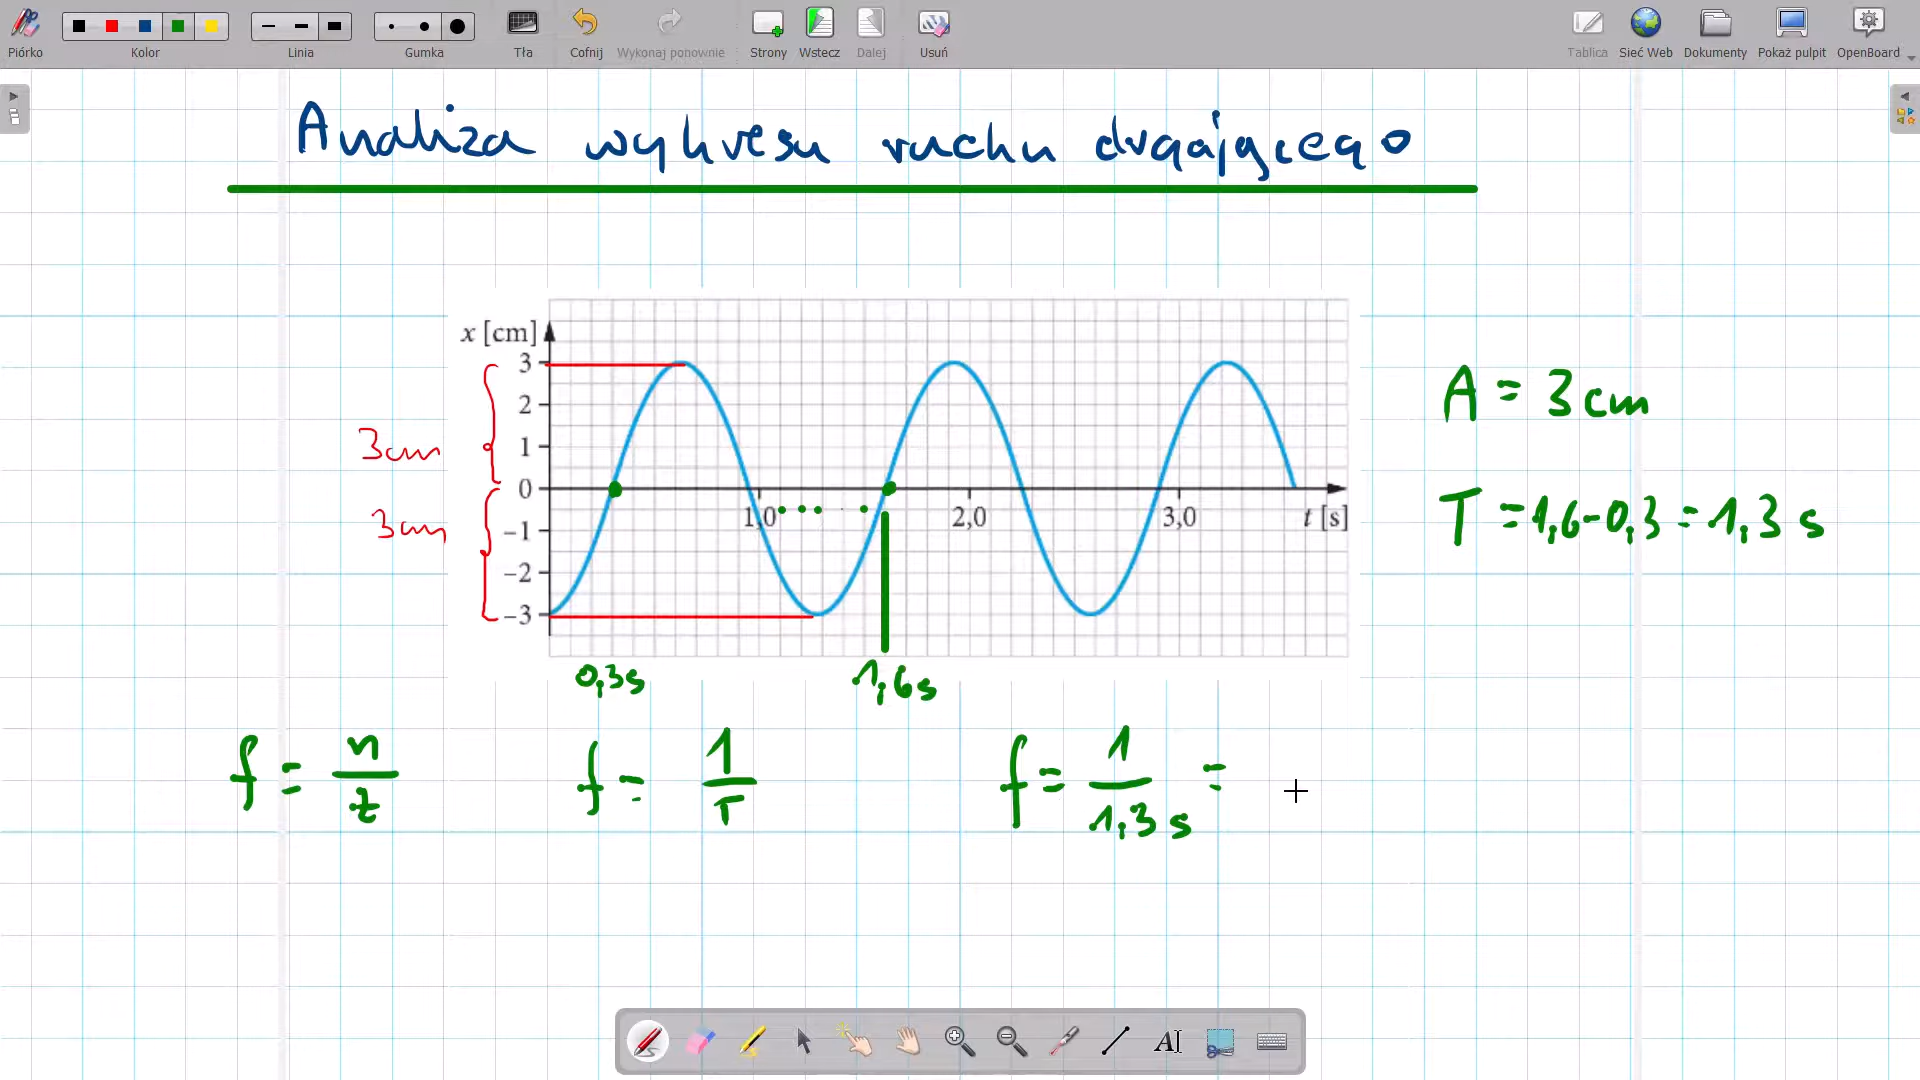 Piórko Kolor Linia Gumka Tła Cofnij Wykonaj ponownie Strony Wstecz Dalej Usuń Tablica Sieć Web Dokumenty Pokaż pulpit OpenBoard
Analiza wykresu ruchu drgającego
x [cm]
3
2
1
0
-1
-2
-3
1,0 2,0 3,0 t [s]
3cm
3cm
0,3s 1,6s
A = 3cm
T = 1,6-0,3 = 1,3 s
f = n/t f = 1/T f = 1/1,3 s =